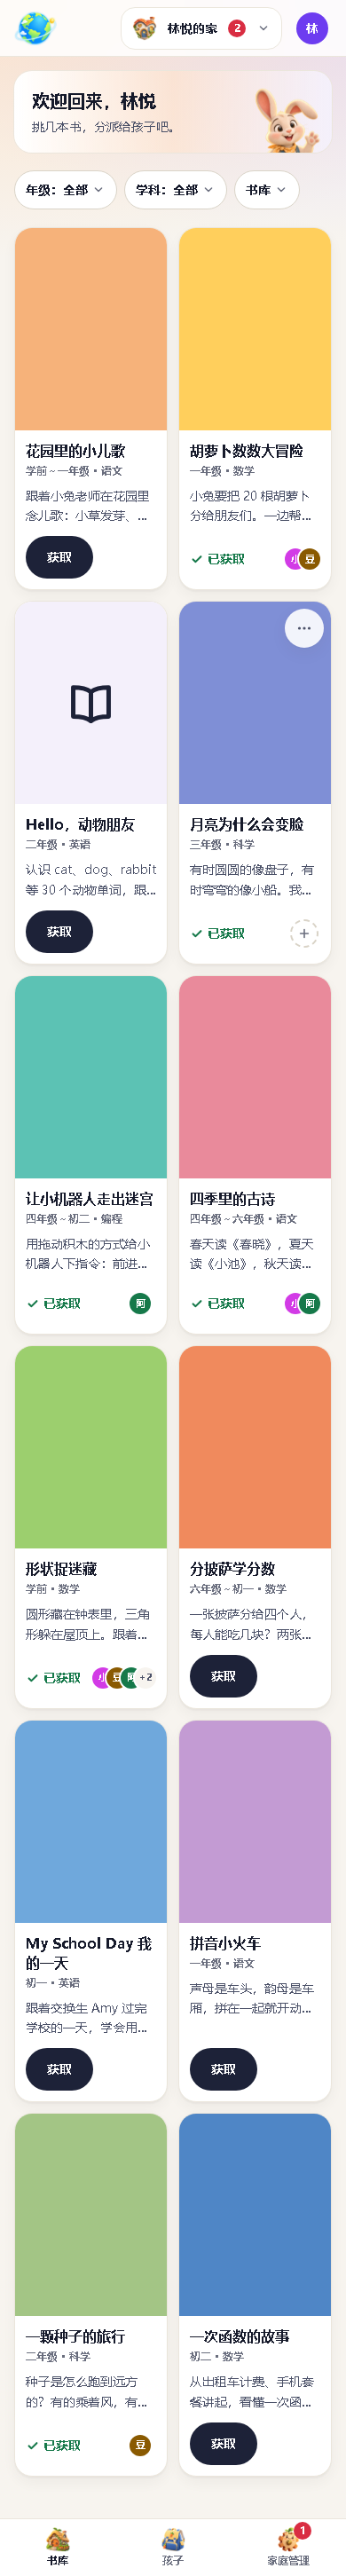 林悦的家
2
林
欢迎回来，林悦
挑几本书，分派给孩子吧。
年级：全部
学科：全部
书库
花园里的小儿歌
学前～一年级·语文
跟着小兔老师在花园里
念儿歌：小草发芽、...
获取
胡萝卜数数大冒险
一年级·数学
小兔要把 20 根胡萝卜
分给朋友们。一边帮...
已获取
小
豆
Hello，动物朋友
二年级·英语
认识 cat、dog、rabbit
等 30 个动物单词，跟...
获取
月亮为什么会变脸
三年级·科学
有时圆圆的像盘子，有
时弯弯的像小船。我...
已获取
让小机器人走出迷宫
四年级～初二·编程
用拖动积木的方式给小
机器人下指令：前进...
已获取
阿
四季里的古诗
四年级～六年级·语文
春天读《春晓》，夏天
读《小池》，秋天读...
已获取
小
阿
形状捉迷藏
学前·数学
圆形藏在钟表里，三角
形躲在屋顶上。跟着...
已获取
小
豆
阿
+2
分披萨学分数
六年级～初一·数学
一张披萨分给四个人，
每人能吃几块？两张...
获取
My School Day 我
的一天
初一·英语
跟着交换生 Amy 过完
学校的一天，学会用...
获取
拼音小火车
一年级·语文
声母是车头，韵母是车
厢，拼在一起就开动...
获取
一颗种子的旅行
二年级·科学
种子是怎么跑到远方
的？有的乘着风，有...
已获取
豆
一次函数的故事
初二·数学
从出租车计费、手机套
餐讲起，看懂一次函...
获取
书库
孩子
1
家庭管理